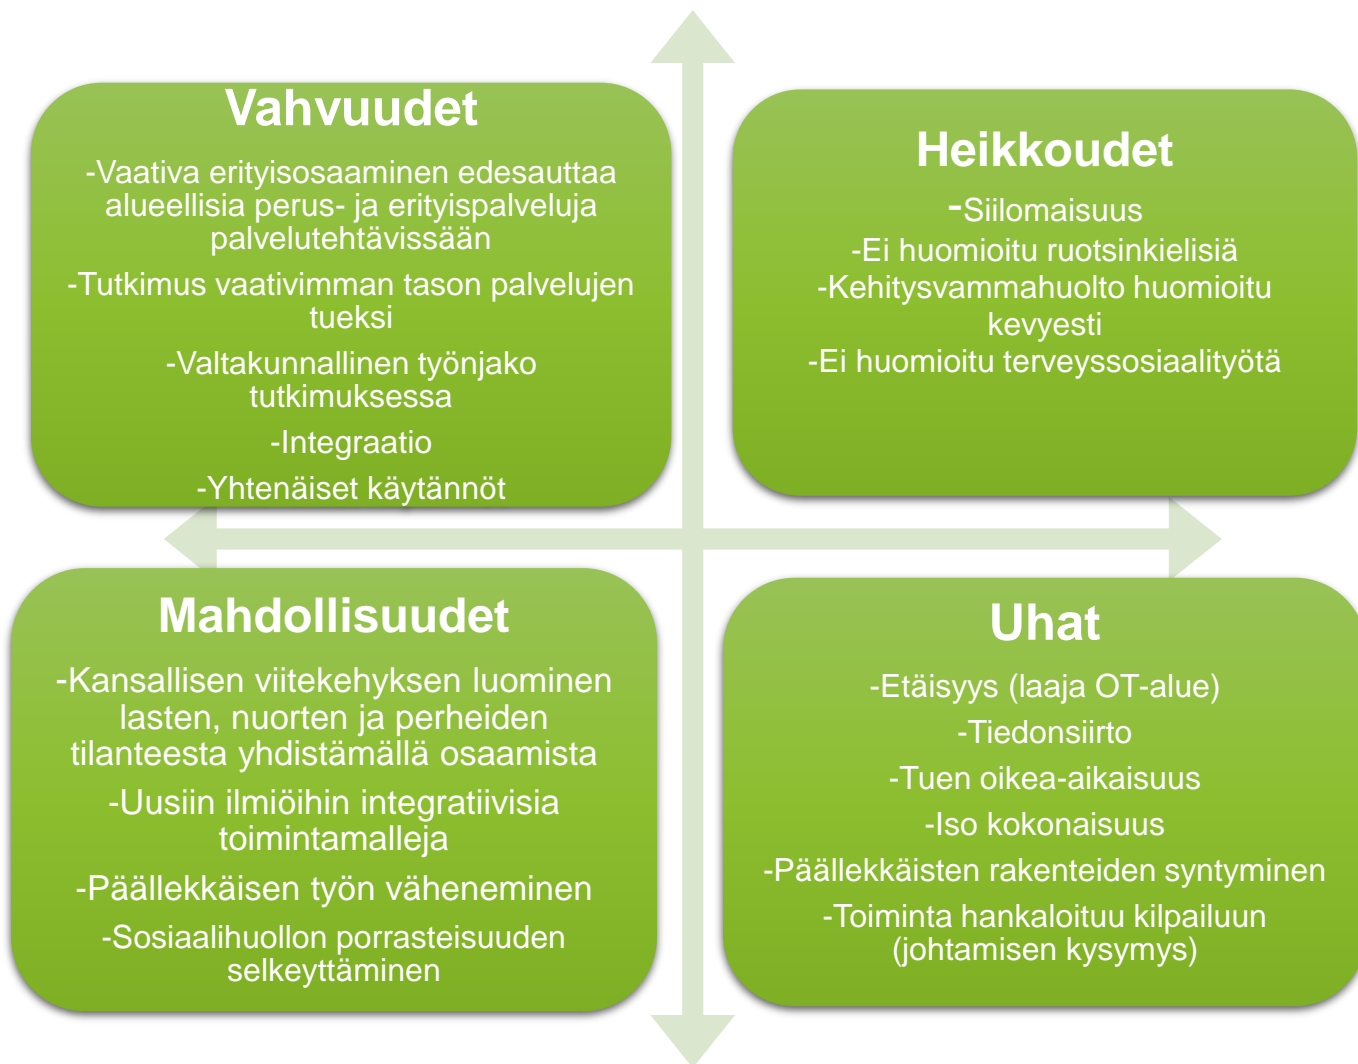 Vahvuudet
-Vaativa erityisosaaminen edesauttaa
alueellisia perus- ja erityispalveluja
palvelutehtävissään
-Tutkimus vaativimman tason palvelujen
tueksi
-Valtakunnallinen työnjako
tutkimuksessa
-Integraatio
-Yhtenäiset käytännöt
Heikkoudet
-Siilomaisuus
-Ei huomioitu ruotsinkielisiä
-Kehitysvammahuolto huomioitu
kevyesti
-Ei huomioitu terveyssosiaalityötä
Mahdollisuudet
-Kansallisen viitekehyksen luominen
lasten, nuorten ja perheiden
tilanteesta yhdistämällä osaamista
-Uusiin ilmiöihin integratiivisia
toimintamalleja
-Päällekkäisen työn väheneminen
-Sosiaalihuollon porrasteisuuden
selkeyttäminen
Uhat
-Etäisyys (laaja OT-alue)
-Tiedonsiirto
-Tuen oikea-aikaisuus
-Iso kokonaisuus
-Päällekkäisten rakenteiden syntyminen
-Toiminta hankaloituu kilpailuun
(johtamisen kysymys)